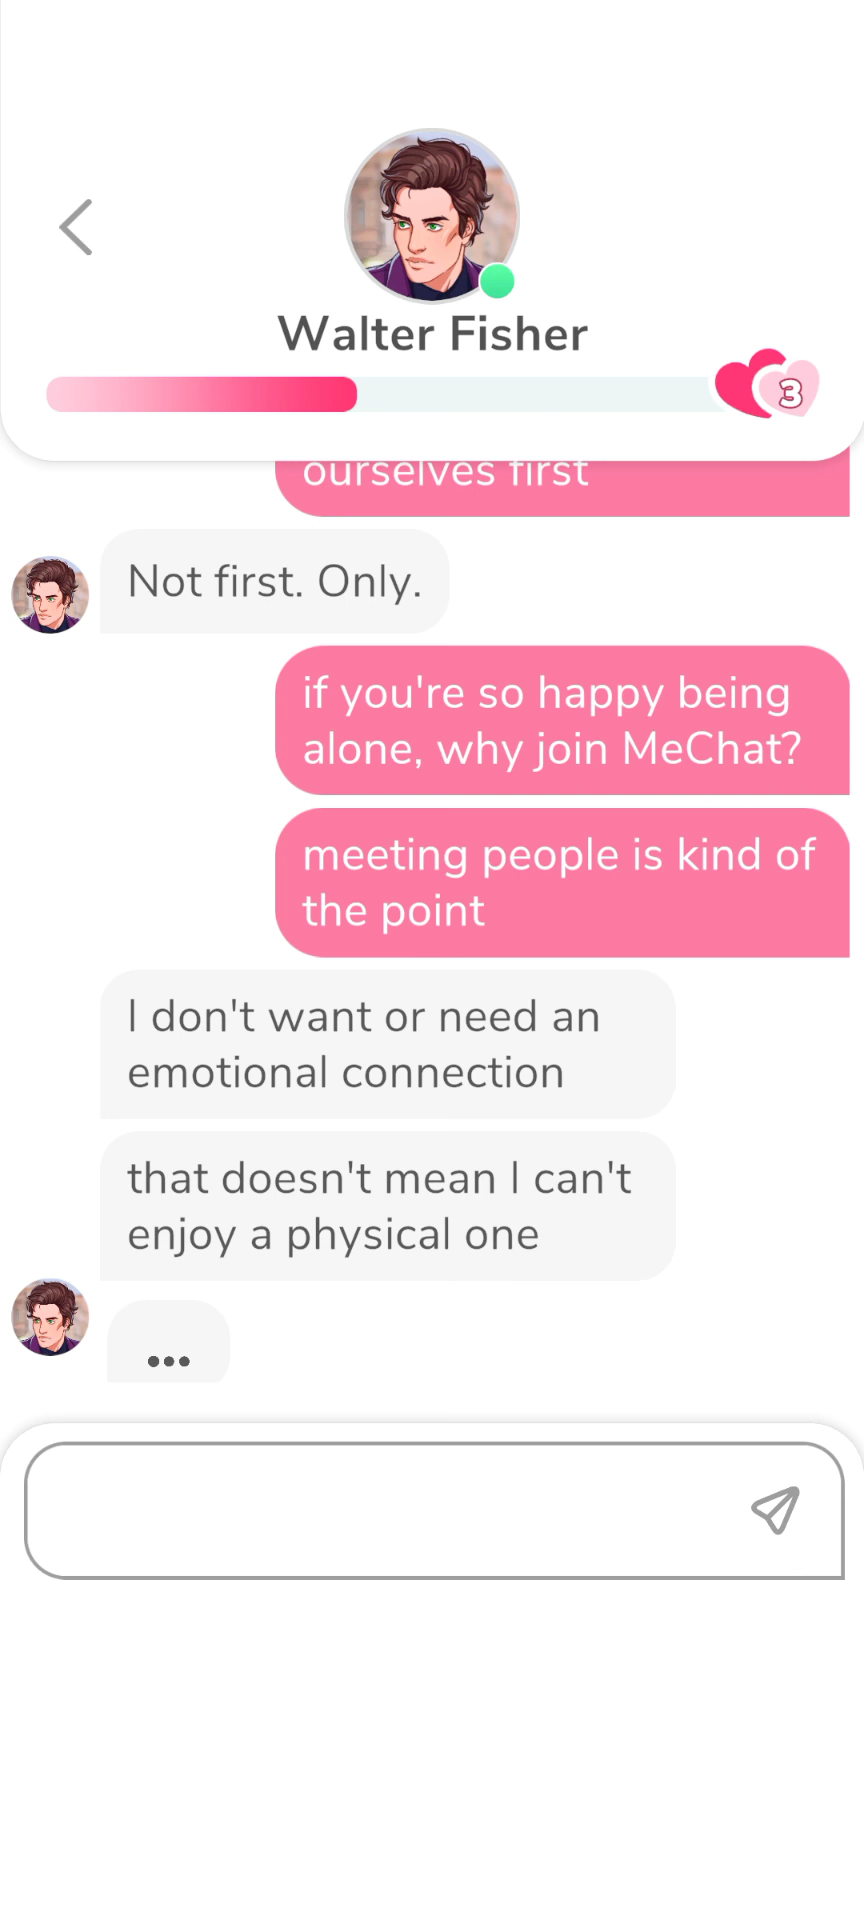 Walter Fisher
3
ourselves first
Not first. Only.
if you're so happy being
alone, why join MeChat?
meeting people is kind of
the point
I don't want or need an
emotional connection
that doesn't mean I can't
enjoy a physical one
...